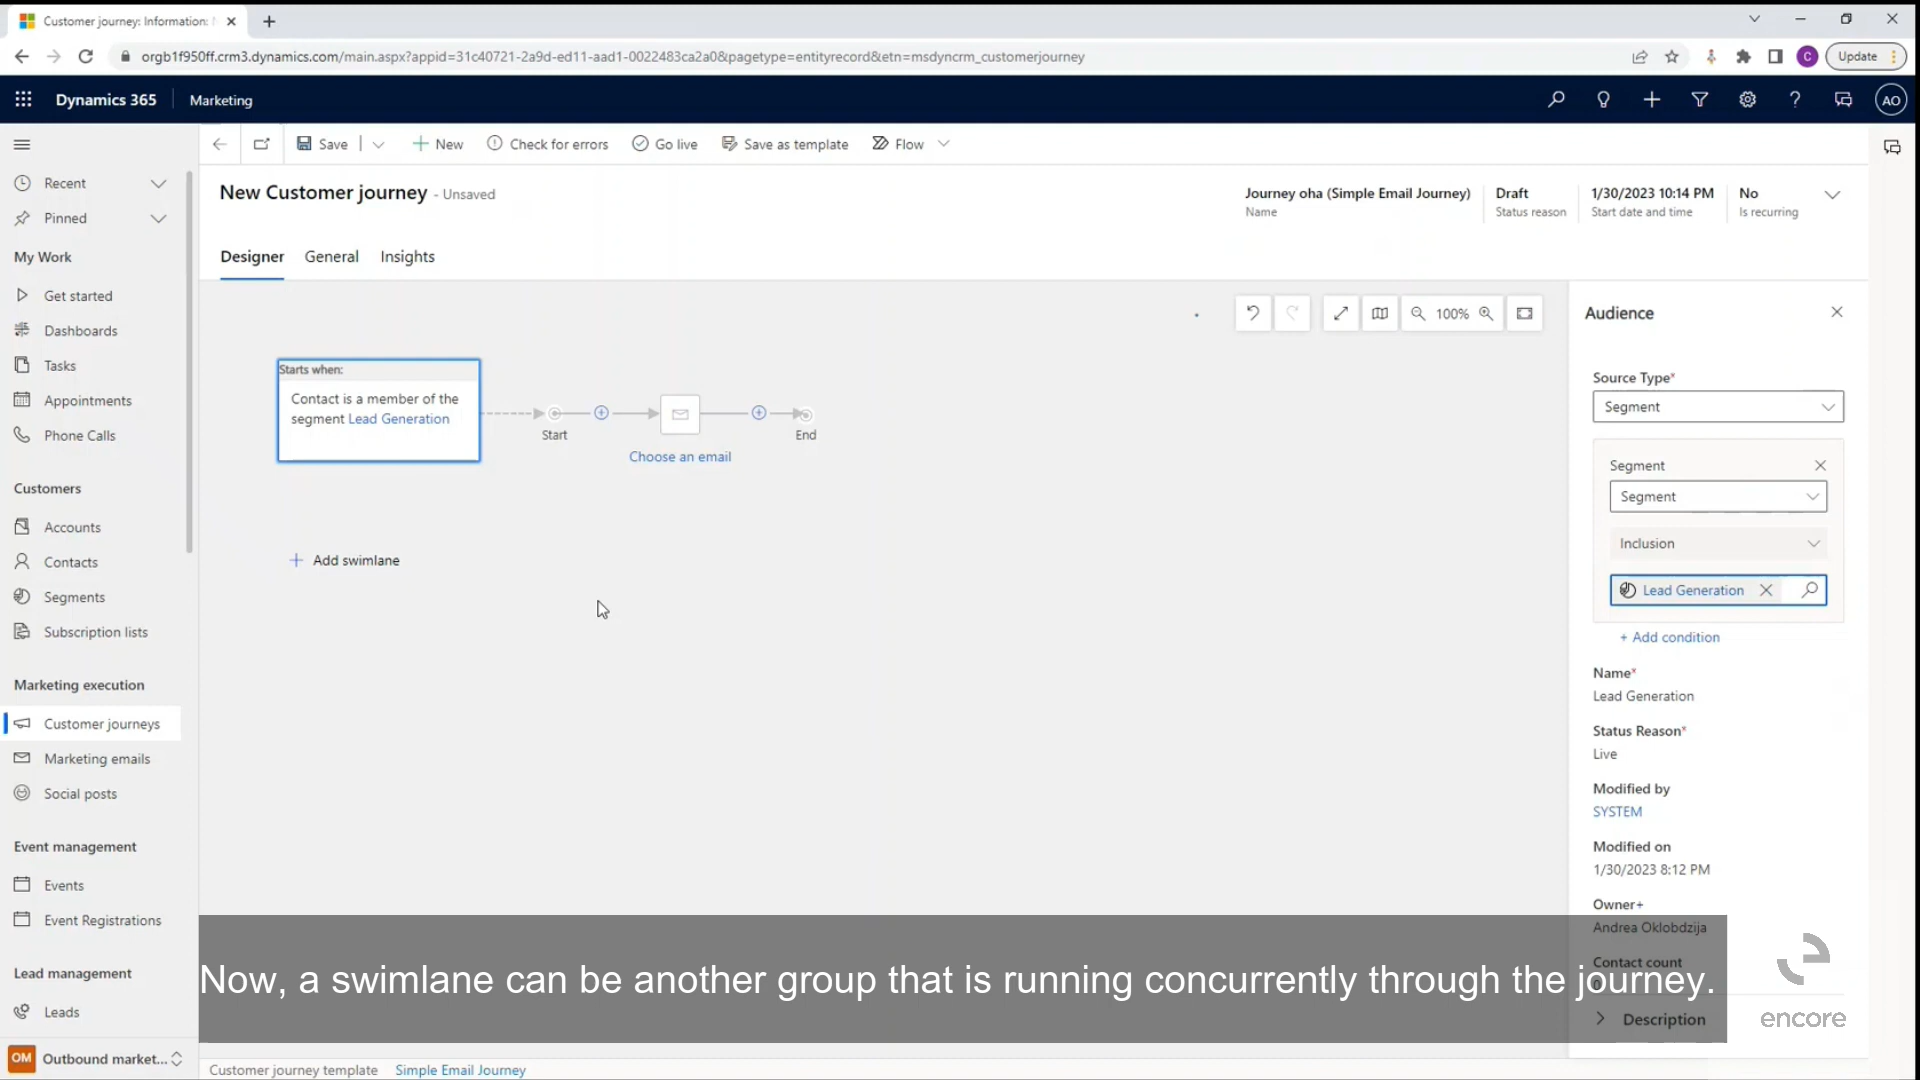 Customer journey: Information:
orgb1f950ff.crm3.dynamics.com/main.aspx?appid=31c40721-2a9d-ed11-aad1-0022483ca2a0&pagetype=entityrecord&etn=msdyncrm_customerjourney
C
Update
Dynamics 365
Marketing
AO
Save
New
Check for errors
Go live
Save as template
Flow
Recent
Pinned
My Work
Get started
Dashboards
Tasks
Appointments
Phone Calls
Customers
Accounts
Contacts
Segments
Subscription lists
Marketing execution
Customer journeys
Marketing emails
Social posts
Event management
Events
Event Registrations
Lead management
Leads
OM Outbound market...
New Customer journey - Unsaved
Journey oha (Simple Email Journey)
Name
Draft
Status reason
1/30/2023 10:14 PM
Start date and time
No
Is recurring
Designer
General
Insights
100%
Starts when:
Contact is a member of the
segment Lead Generation
Start
Choose an email
End
Add swimlane
Audience
Source Type*
Segment
Segment
Segment
Inclusion
Lead Generation
+ Add condition
Name*
Lead Generation
Status Reason*
Live
Modified by
SYSTEM
Modified on
1/30/2023 8:12 PM
Owner+
Andrea Oklobdzija
Contact count
Description
Now, a swimlane can be another group that is running concurrently through the journey.
encore
Customer journey template
Simple Email Journey